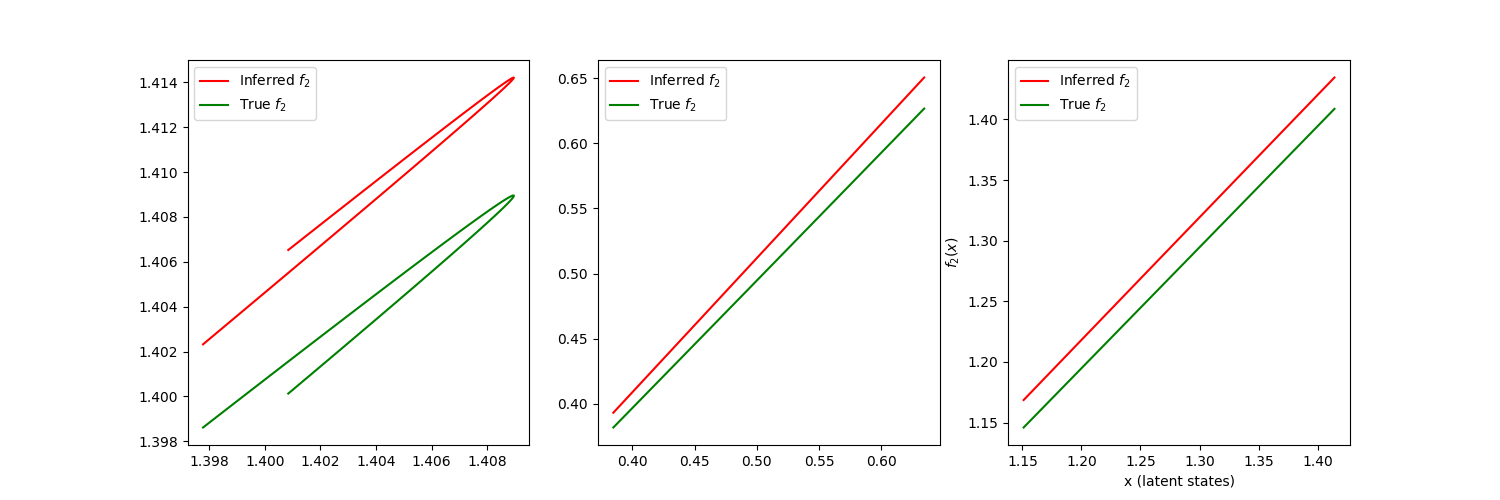 Inferred f₂
True f₂
1.414
1.412
1.410
1.408
1.406
1.404
1.402
1.400
1.398
1.398 1.400 1.402 1.404 1.406 1.408
Inferred f₂
True f₂
0.65
0.60
0.55
0.50
0.45
0.40
0.40 0.45 0.50 0.55 0.60
Inferred f₂
True f₂
f₂(x)
1.40
1.35
1.30
1.25
1.20
1.15
1.15 1.20 1.25 1.30 1.35 1.40
x (latent states)